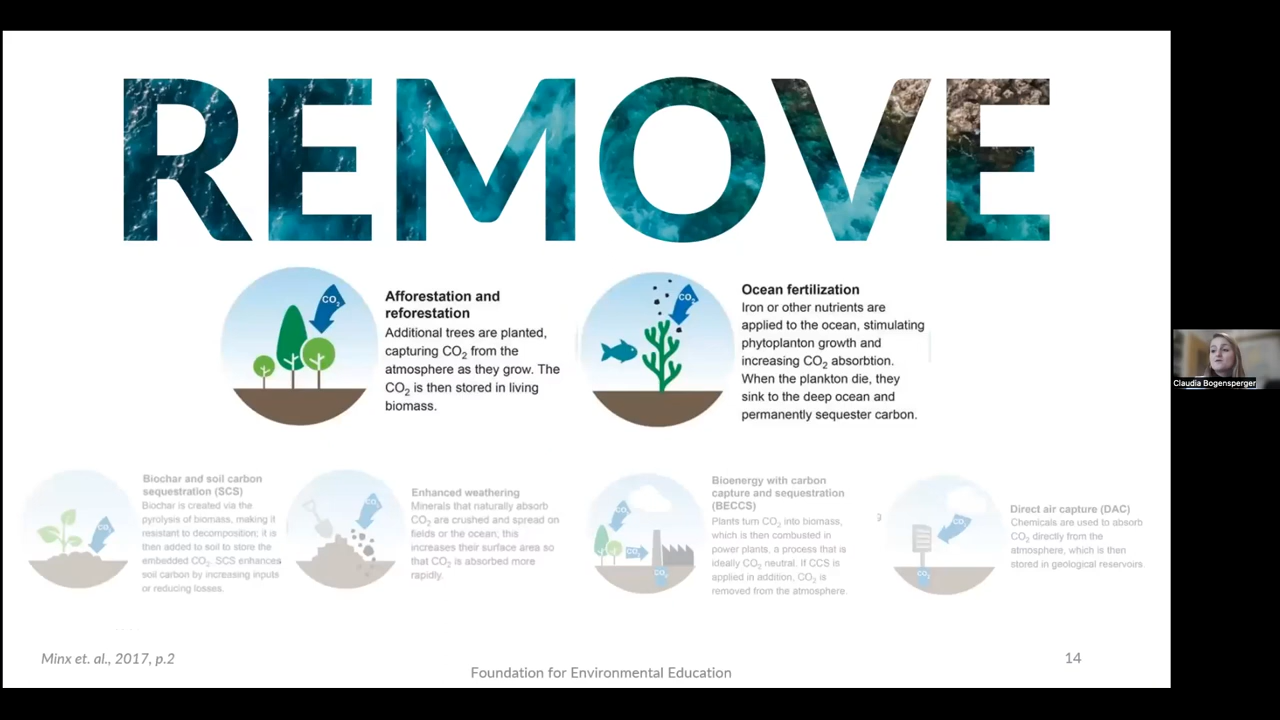 REMOVE
Afforestation and
reforestation
Additional trees are planted,
capturing CO₂ from the
atmosphere as they grow. The
CO₂ is then stored in living
biomass.
CO₂
Ocean fertilization
Iron or other nutrients are
applied to the ocean, stimulating
phytoplanton growth and
increasing CO₂ absorbtion.
When the plankton die, they
sink to the deep ocean and
permanently sequester carbon.
CO₂
Claudia Bogensperger
Biochar and soil carbon
sequestration (SCS)
Biochar is created via the
pyrolysis of biomass, making it
resistant to decomposition; it is
then added to soil to store the
embedded CO₂. SCS enhances
soil carbon by increasing inputs
or reducing losses.
CO₂
Enhanced weathering
Minerals that naturally absorb
CO₂ are crushed and spread on
fields or the ocean; this
increases their surface area so
that CO₂ is absorbed more
rapidly.
CO₂
Bioenergy with carbon
capture and sequestration
(BECCS)
Plants turn CO₂ into biomass,
which is then combusted in
power plants, a process that is
ideally CO₂ neutral. If CCS is
applied in addition, CO₂ is
removed from the atmosphere.
CO₂
CO₂
CO₂
g
Direct air capture (DAC)
Chemicals are used to absorb
CO₂ directly from the
atmosphere, which is then
stored in geological reservoirs.
CO₂
CO₂
Minx et. al., 2017, p.2
Foundation for Environmental Education
14